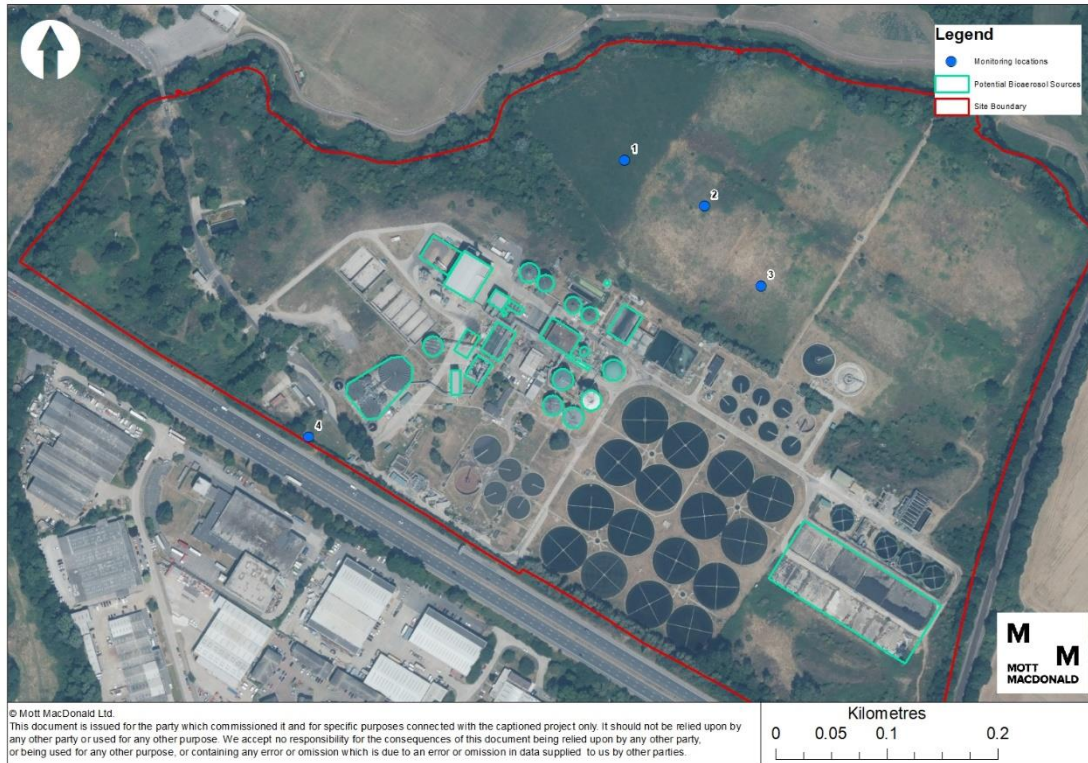 Legend
Monitoring locations
Potential Bioaerosol Sources
Site Boundary
1
2
3
4
M
M
MOTT
MACDONALD
© Mott MacDonald Ltd.
This document is issued for the party which commissioned it and for specific purposes connected with the captioned project only. It should not be relied upon by
any other party or used for any other purpose. We accept no responsibility for the consequences of this document being relied upon by any other party,
or being used for any other purpose, or containing any error or omission which is due to an error or omission in data supplied to us by other parties.
Kilometres
0 0.05 0.1 0.2